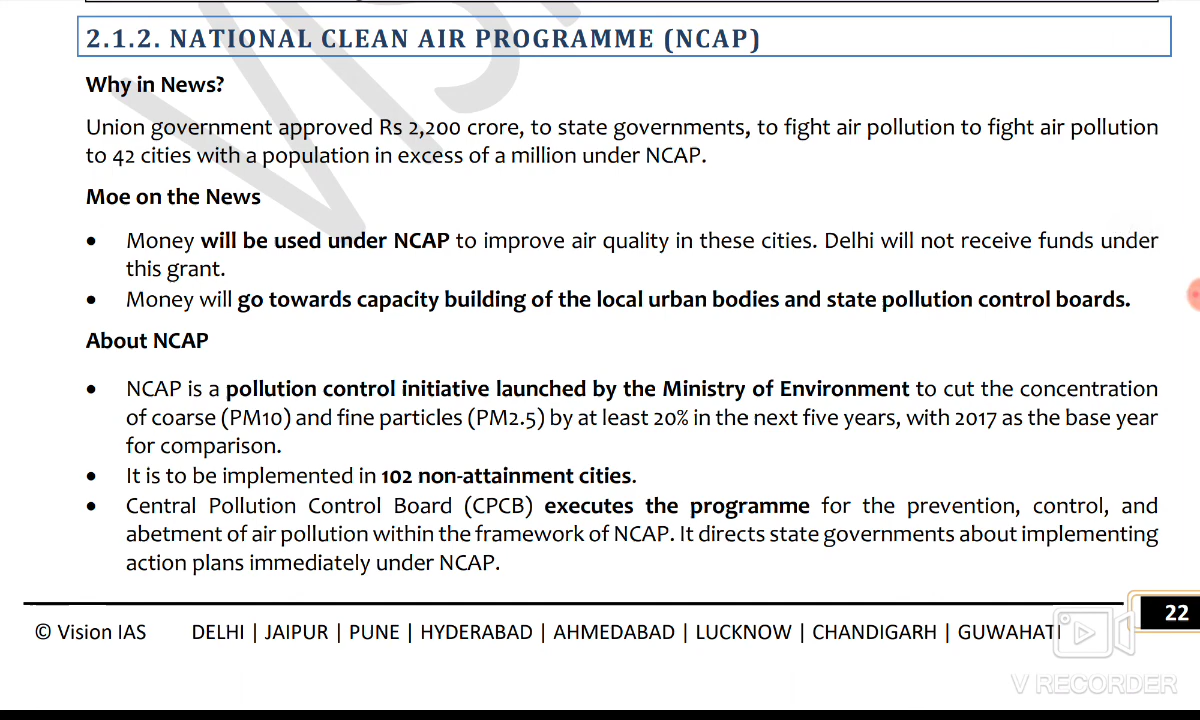 2.1.2. NATIONAL CLEAN AIR PROGRAMME (NCAP)
Why in News?
Union government approved Rs 2,200 crore, to state governments, to fight air pollution to fight air pollution
to 42 cities with a population in excess of a million under NCAP.
Moe on the News
• Money will be used under NCAP to improve air quality in these cities. Delhi will not receive funds under
this grant.
• Money will go towards capacity building of the local urban bodies and state pollution control boards.
About NCAP
• NCAP is a pollution control initiative launched by the Ministry of Environment to cut the concentration
of coarse (PM10) and fine particles (PM2.5) by at least 20% in the next five years, with 2017 as the base year
for comparison.
• It is to be implemented in 102 non-attainment cities.
• Central Pollution Control Board (CPCB) executes the programme for the prevention, control, and
abetment of air pollution within the framework of NCAP. It directs state governments about implementing
action plans immediately under NCAP.
22
© Vision IAS DELHI | JAIPUR | PUNE | HYDERABAD | AHMEDABAD | LUCKNOW | CHANDIGARH | GUWAHATI
V RECORDER